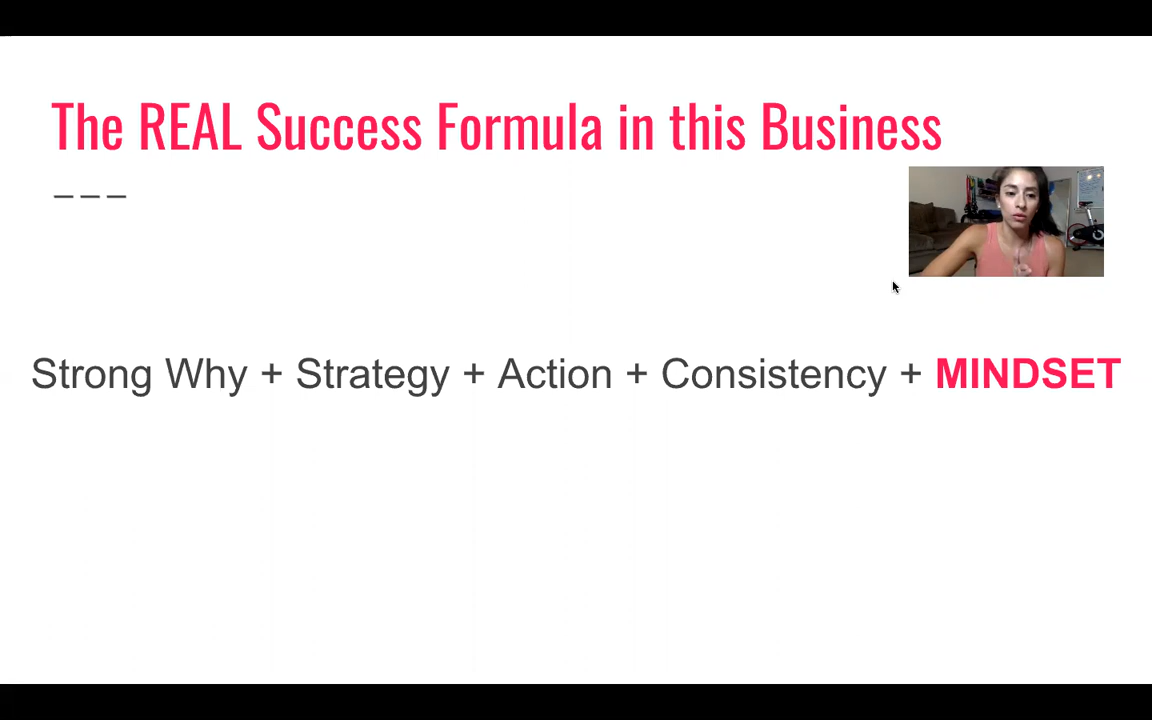 The REAL Success Formula in this Business
Strong Why + Strategy + Action + Consistency + MINDSET